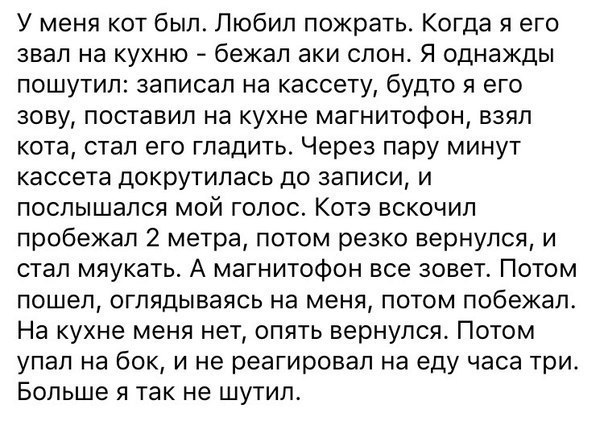 У меня кот был. Любил пожрать. Когда я его
звал на кухню - бежал аки слон. Я однажды
пошутил: записал на кассету, будто я его
зову, поставил на кухне магнитофон, взял
кота, стал его гладить. Через пару минут
кассета докрутилась до записи, и
послышался мой голос. Котэ вскочил
пробежал 2 метра, потом резко вернулся, и
стал мяукать. А магнитофон все зовет. Потом
пошел, оглядываясь на меня, потом побежал.
На кухне меня нет, опять вернулся. Потом
упал на бок, и не реагировал на еду часа три.
Больше я так не шутил.